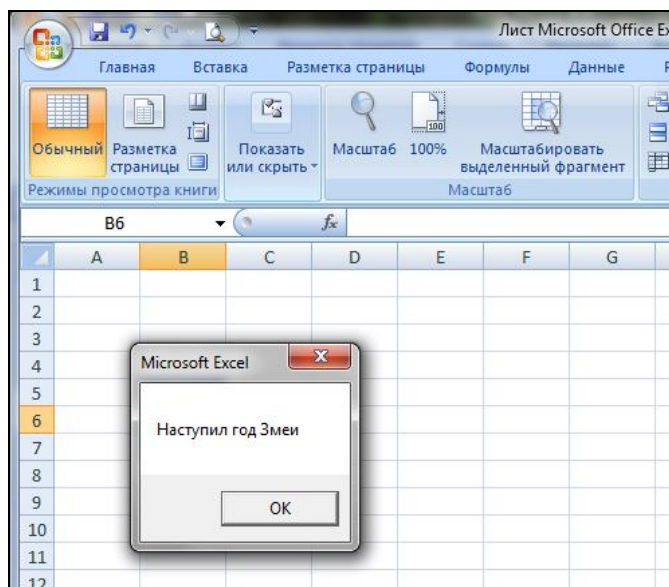 Лист Microsoft Office Ex
Главная Вставка Разметка страницы Формулы Данные
Обычный Разметка страницы Показать или скрыть Масштаб 100% Масштабировать выделенный фрагмент
100
Режимы просмотра книги Масштаб
B6 fx
A B C D E F G
1
2
3
4
5
6
7
8
9
10
11
12
Microsoft Excel
Наступил год Змеи
OK